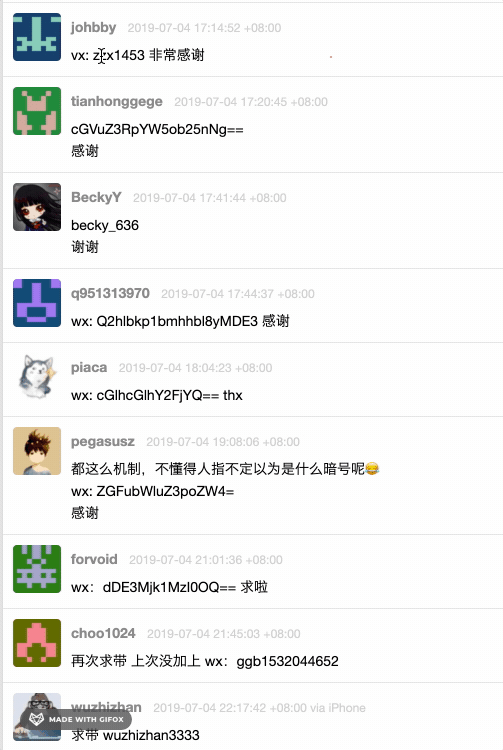 johbby 2019-07-04 17:14:52 +08:00
1453 非常感谢
tianhonggege 2019-07-04 17:20:45 +08:00
cGVuZ3RpYW5ob25nNg==
感谢
BeckyY 2019-07-04 17:41:44 +08:00
becky_636
谢谢
q951313970 2019-07-04 17:44:37 +08:00
wx: Q2hlbkp1bmhhbl8yMDE3 感谢
piaca 2019-07-04 18:04:23 +08:00
wx: cGlhcGlhY2FjYQ== thx
pegasusz 2019-07-04 19:08:06 +08:00
都这么机制，不懂得人指不定以为是什么暗号呢😂
wx: ZGFubWluZ3poZW4=
感谢
forvoid 2019-07-04 21:01:36 +08:00
wx：dDE3Mjk1MzI0OQ== 求啦
choo1024 2019-07-04 21:45:03 +08:00
再次求带 上次没加上 wx：ggb1532044652
wuzhizhan 2019-07-04 22:17:42 +08:00 via iPhone
MADE WITH GIFOX
求带 wuzhizhan3333